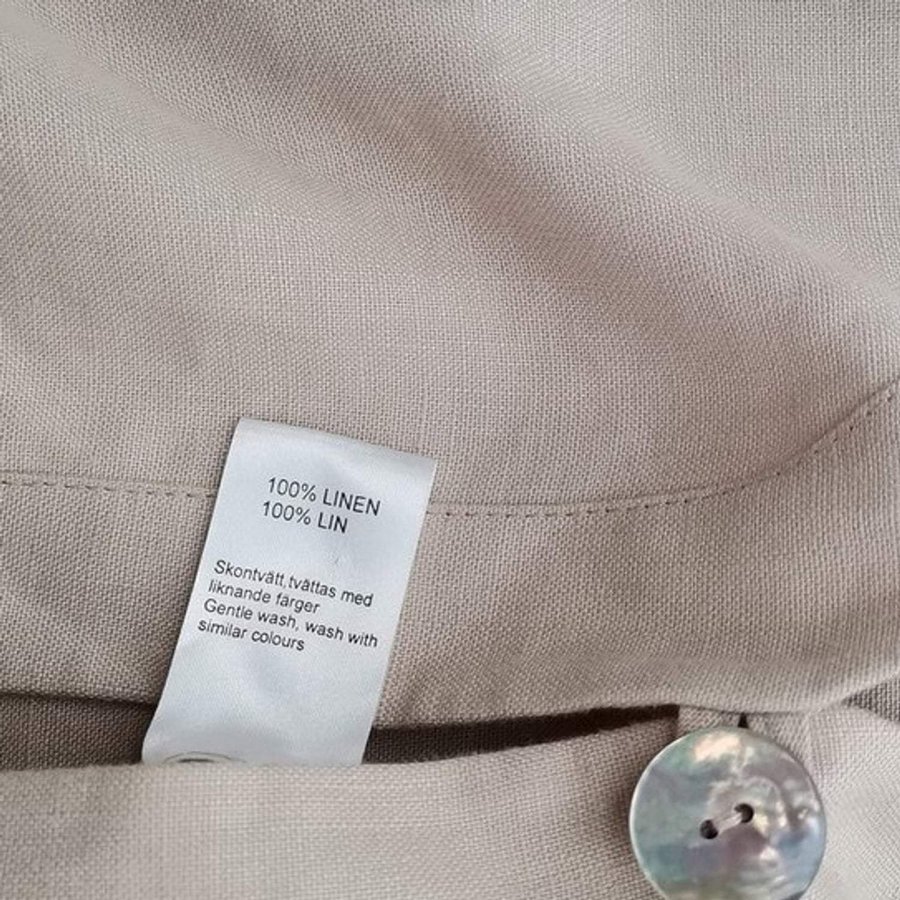 100% LINEN
100% LIN
Skontvätt,tvättas med
liknande färger
Gentle wash, wash with
similar colours